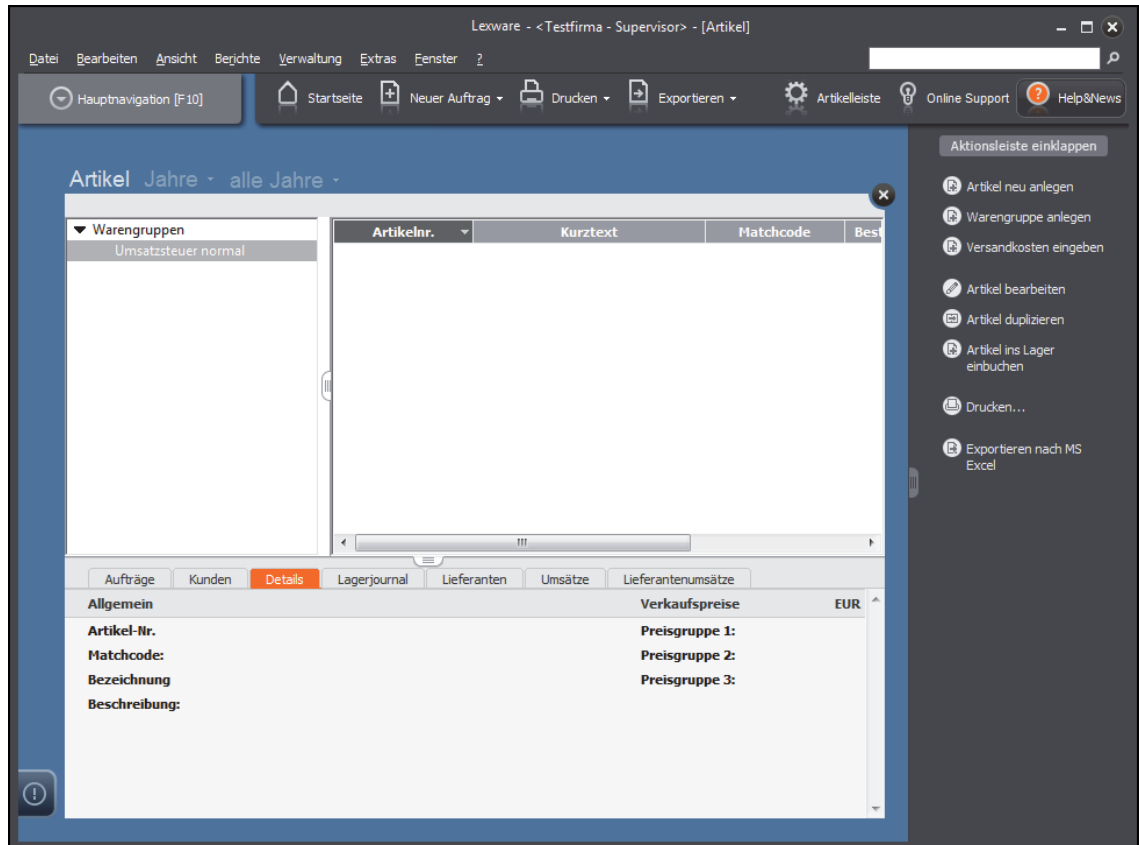 Lexware - <Testfirma - Supervisor> - [Artikel]
Datei Bearbeiten Ansicht Berichte Verwaltung Extras Fenster ?
Hauptnavigation [F10] Startseite Neuer Auftrag Drucken Exportieren Artikelleiste Online Support Help&News
Aktionsleiste einklappen
Artikel Jahre - alle Jahre -
Artikel neu anlegen
Warengruppe anlegen
Versandkosten eingeben
Artikel bearbeiten
Artikel duplizieren
Artikel ins Lager
einbuchen
Drucken...
Exportieren nach MS
Excel
Warengruppen
Umsatzsteuer normal
Artikelnr. Kurztext Matchcode Best
Aufträge Kunden Details Lagerjournal Lieferanten Umsätze Lieferantenumsätze
Allgemein Verkaufspreise EUR
Artikel-Nr. Preisgruppe 1:
Matchcode: Preisgruppe 2:
Bezeichnung Preisgruppe 3:
Beschreibung: